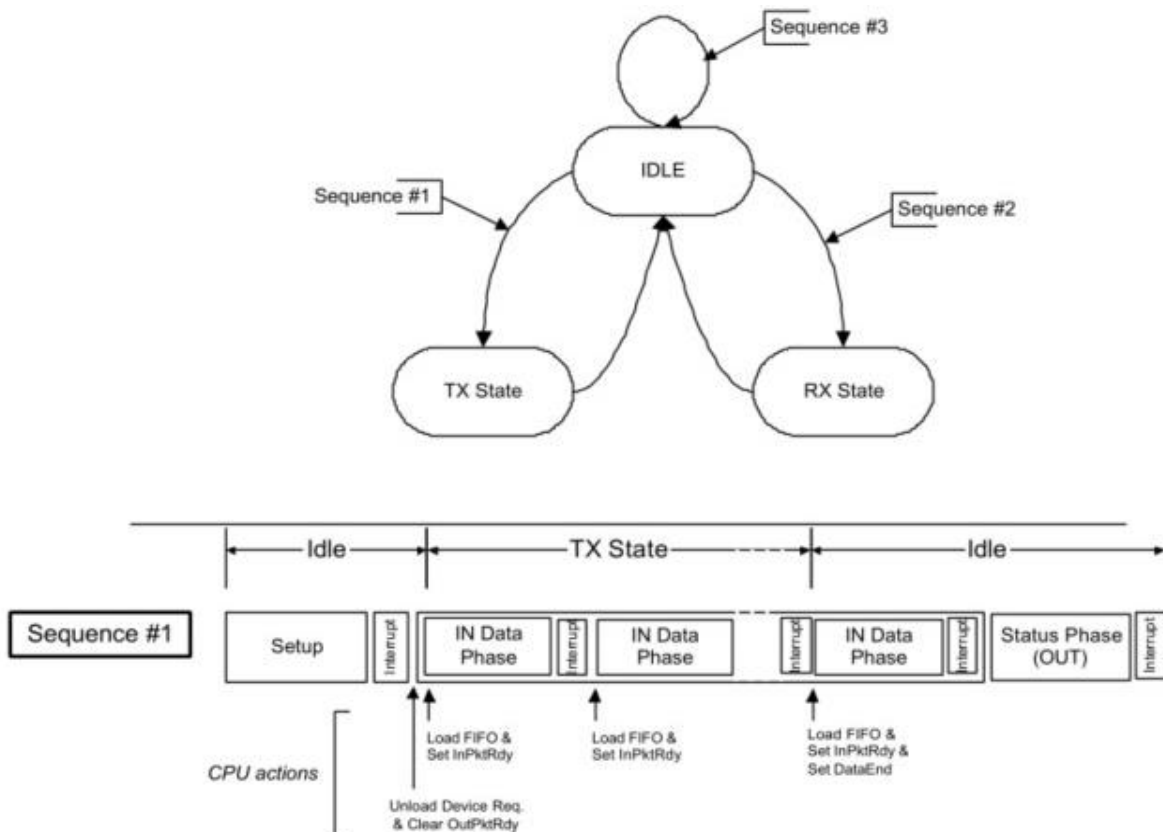 Sequence #3
IDLE
Sequence #1
Sequence #2
TX State
RX State
Idle
TX State
Idle
Sequence #1
Setup
Interrupt
IN Data
Phase
Interrupt
IN Data
Phase
Interrupt
IN Data
Phase
Interrupt
Status Phase
(OUT)
Interrupt
CPU actions
Load FIFO &
Set InPktRdy
Load FIFO &
Set InPktRdy
Load FIFO &
Set InPktRdy &
Set DataEnd
Unload Device Req.
& Clear OutPktRdy